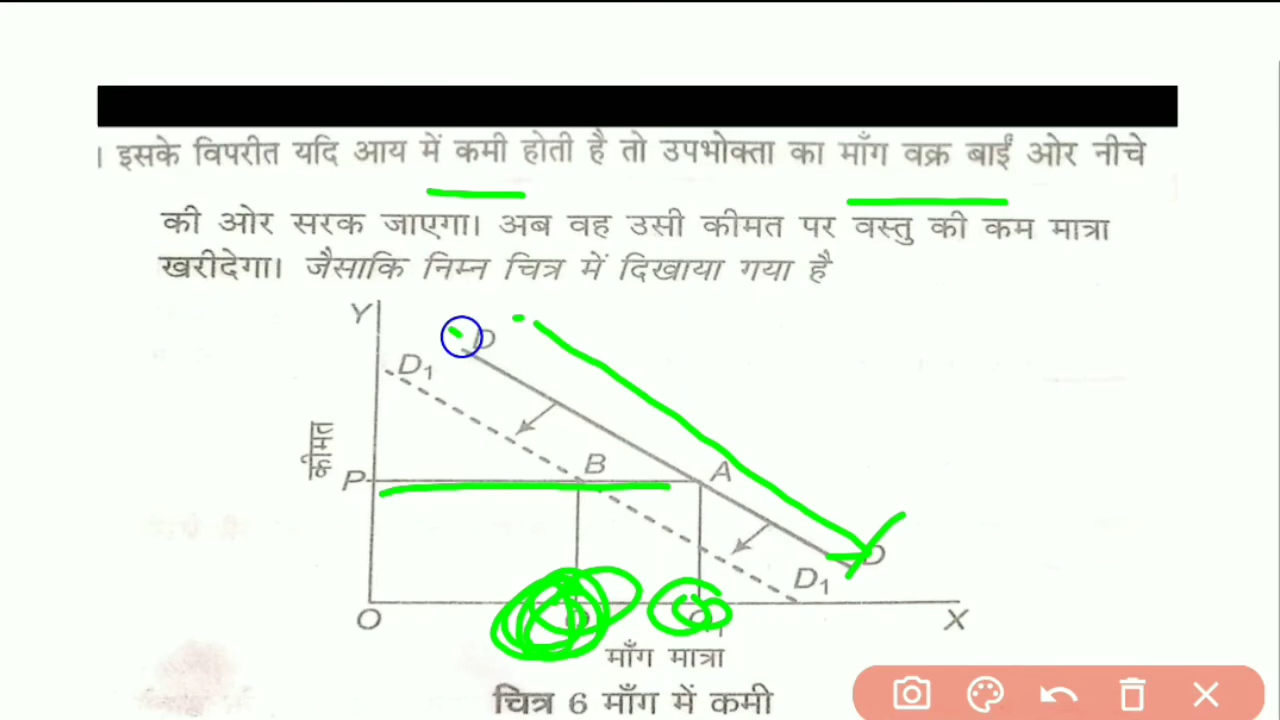 । इसके विपरीत यदि आय में कमी होती है तो उपभोक्ता का माँग वक्र बाईं ओर नीचे
की ओर सरक जाएगा। अब वह उसी कीमत पर वस्तु की कम मात्रा
खरीदेगा। जैसाकि निम्न चित्र में दिखाया गया है
Y
D
D₁
कीमत
B
A
P
D
D₁
O
X
माँग मात्रा
चित्र 6 माँग में कमी